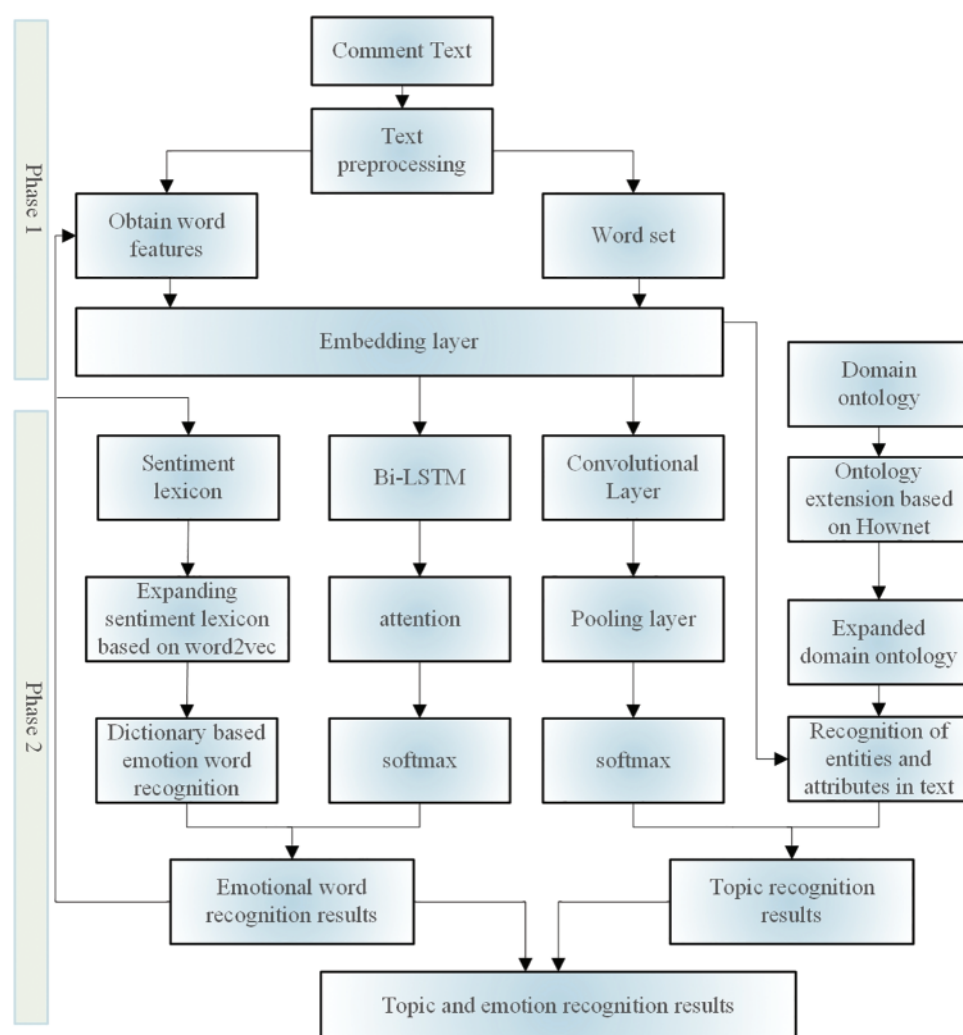 Phase 1
Comment Text
Text
preprocessing
Obtain word
features
Word set
Embedding layer
Domain
ontology
Phase 2
Sentiment
lexicon
Bi-LSTM
Convolutional
Layer
Ontology
extension based
on Hownet
Expanding
sentiment lexicon
based on word2vec
attention
Pooling layer
Expanded
domain ontology
Dictionary based
emotion word
recognition
softmax
softmax
Recognition of
entities and
attributes in text
Emotional word
recognition results
Topic recognition
results
Topic and emotion recognition results